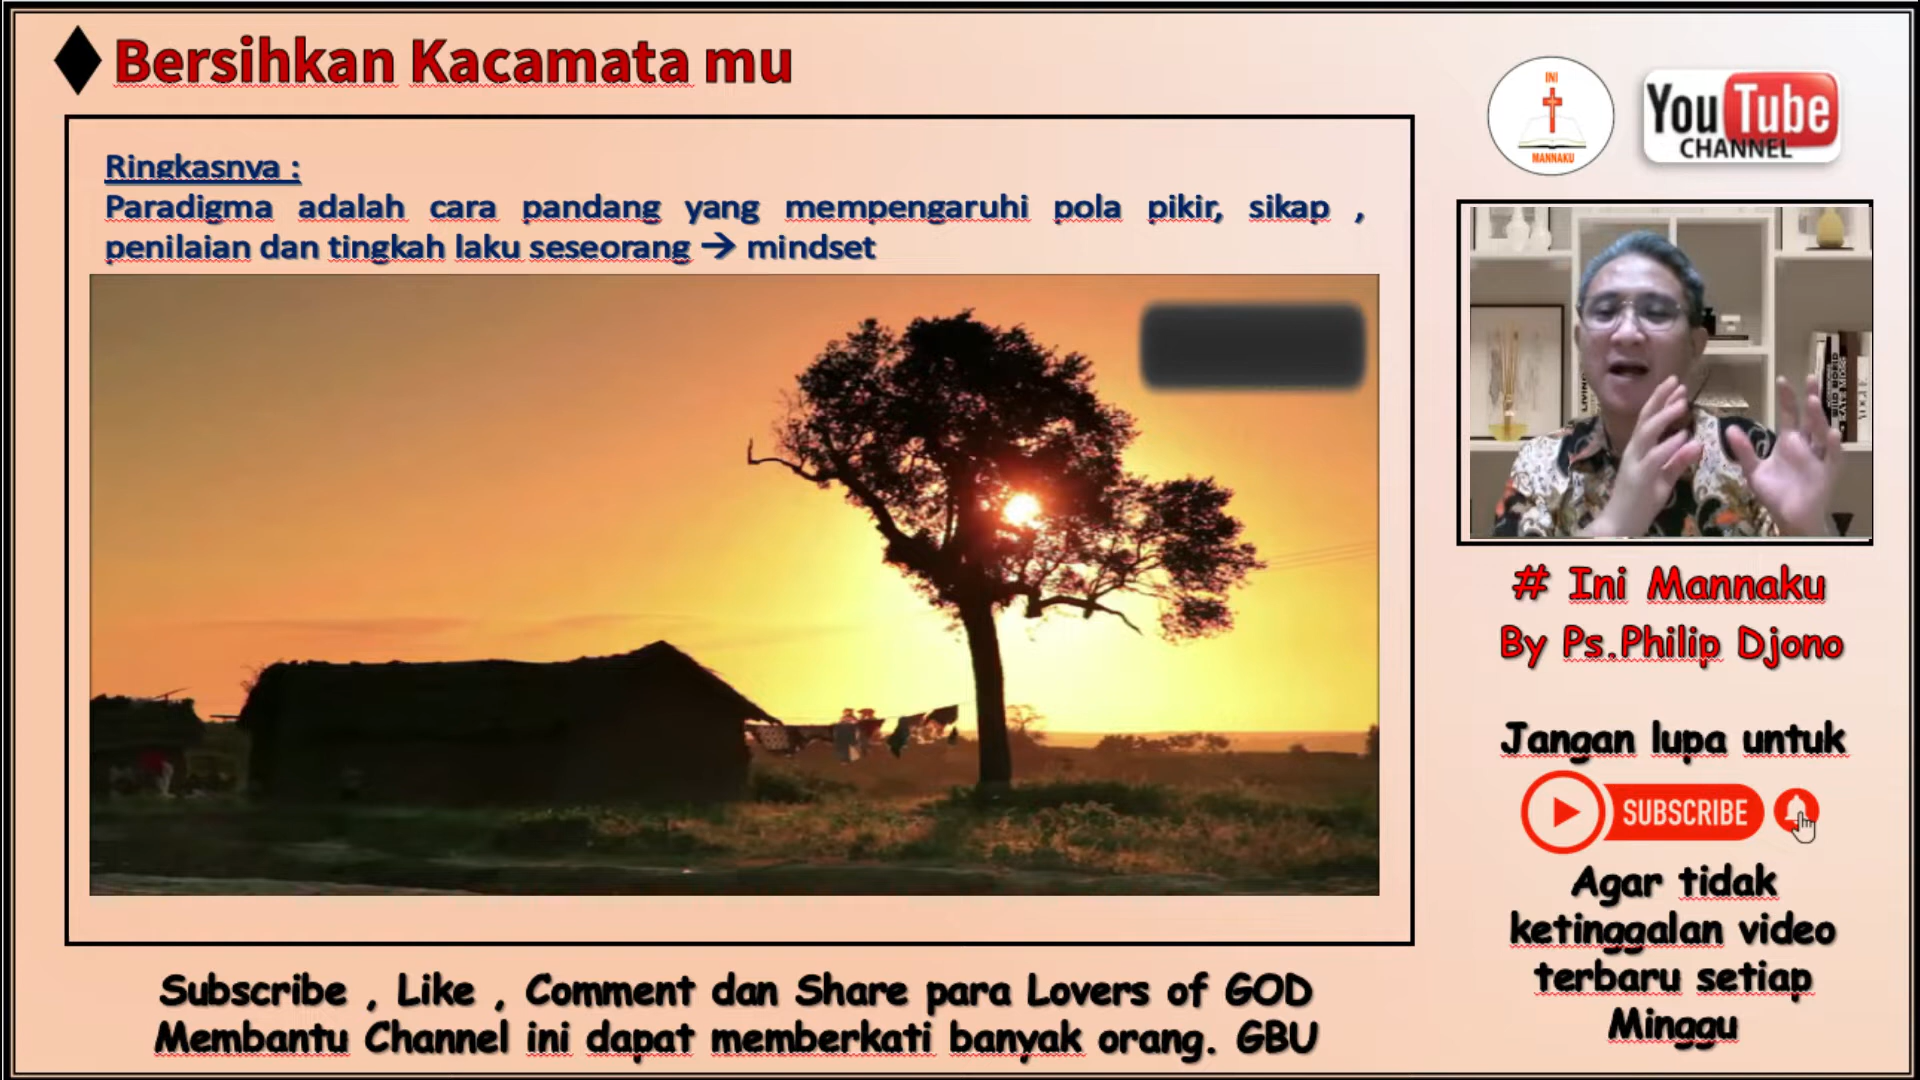 Bersihkan Kacamata mu
Ringkasnya :
Paradigma adalah cara pandang yang mempengaruhi pola pikir, sikap ,
penilaian dan tingkah laku seseorang → mindset
INI
MANNAKU
You Tube
CHANNEL
# Ini Mannaku
By Ps.Philip Djono
Jangan lupa untuk
SUBSCRIBE
Agar tidak
ketinggalan video
terbaru setiap
Minggu
Subscribe , Like , Comment dan Share para Lovers of GOD
Membantu Channel ini dapat memberkati banyak orang. GBU